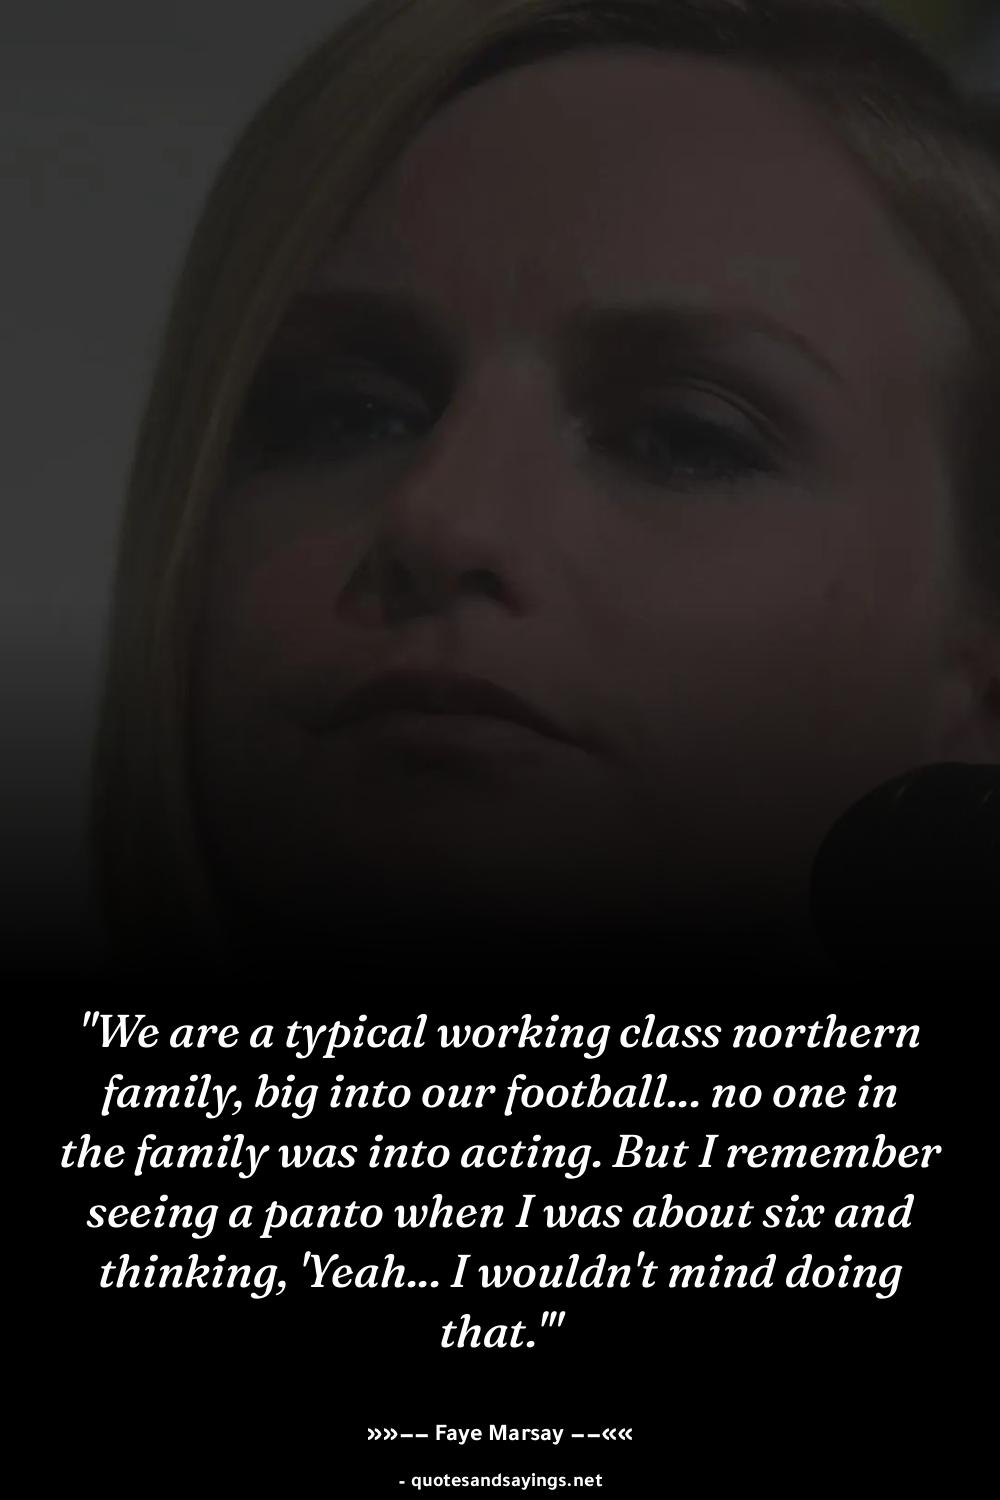 "We are a typical working class northern
family, big into our football... no one in
the family was into acting. But I remember
seeing a panto when I was about six and
thinking, 'Yeah... I wouldn't mind doing
that.'"
»»−− Faye Marsay −−««
- quotesandsayings.net